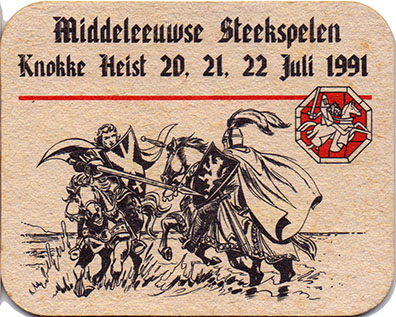 Middeleeuwse Steekspelen
Knokke Heist 20, 21, 22 Juli 1991